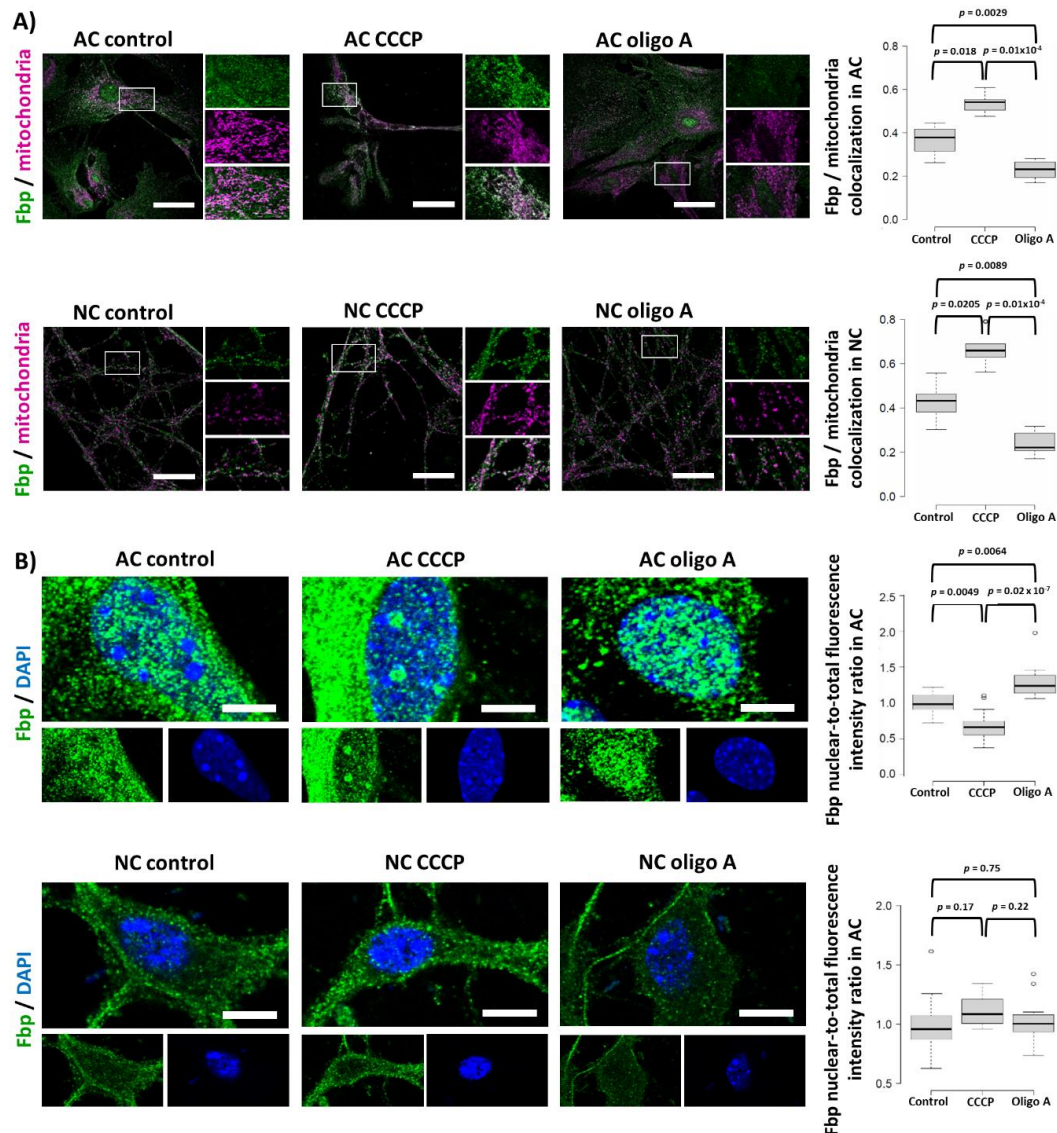 A)
AC control
AC CCCP
AC oligo A
Fbp / mitochondria
Fbp / mitochondria
colocalization in AC
p = 0.0029
p = 0.018
p = 0.01x10-4
0.8
0.6
0.4
0.2
0.0
Control
CCCP
Oligo A
NC control
NC CCCP
NC oligo A
Fbp / mitochondria
Fbp / mitochondria
colocalization in NC
p = 0.0089
p = 0.0205
p = 0.01x10-4
0.8
0.6
0.4
0.2
0.0
Control
CCCP
Oligo A
B)
AC control
AC CCCP
AC oligo A
Fbp / DAPI
Fbp nuclear-to-total fluorescence
intensity ratio in AC
p = 0.0064
p = 0.0049
p = 0.02 x 10-7
2.5
2.0
1.5
1.0
0.5
0.0
Control
CCCP
Oligo A
NC control
NC CCCP
NC oligo A
Fbp / DAPI
Fbp nuclear-to-total fluorescence
intensity ratio in AC
p = 0.75
p = 0.17
p = 0.22
2.0
1.5
1.0
0.5
Control
CCCP
Oligo A